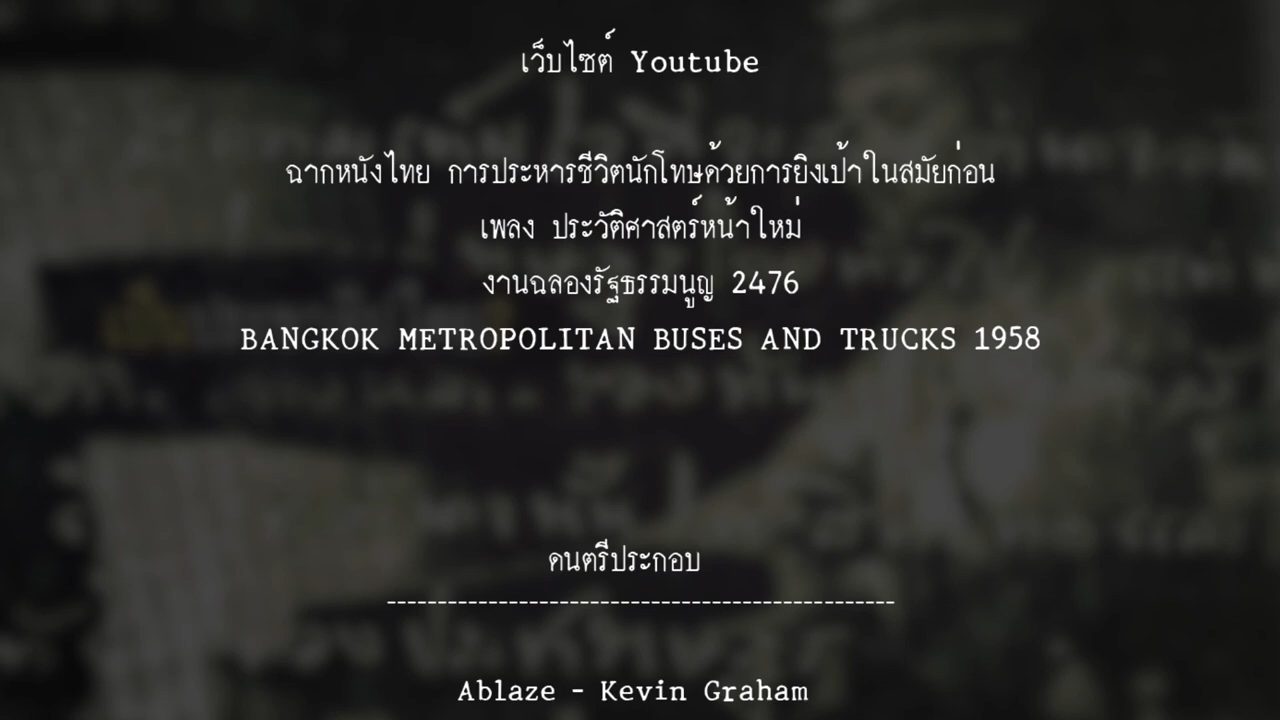 เว็บไซต์ Youtube
ฉากหนังไทย การประหารชีวิตนักโทษด้วยการยิงเป้าในสมัยก่อน
เพลง ประวัติศาสตร์หน้าใหม่
งานฉลองรัฐธรรมนูญ 2476
BANGKOK METROPOLITAN BUSES AND TRUCKS 1958
ดนตรีประกอบ
--------------------------------------------------
Ablaze - Kevin Graham